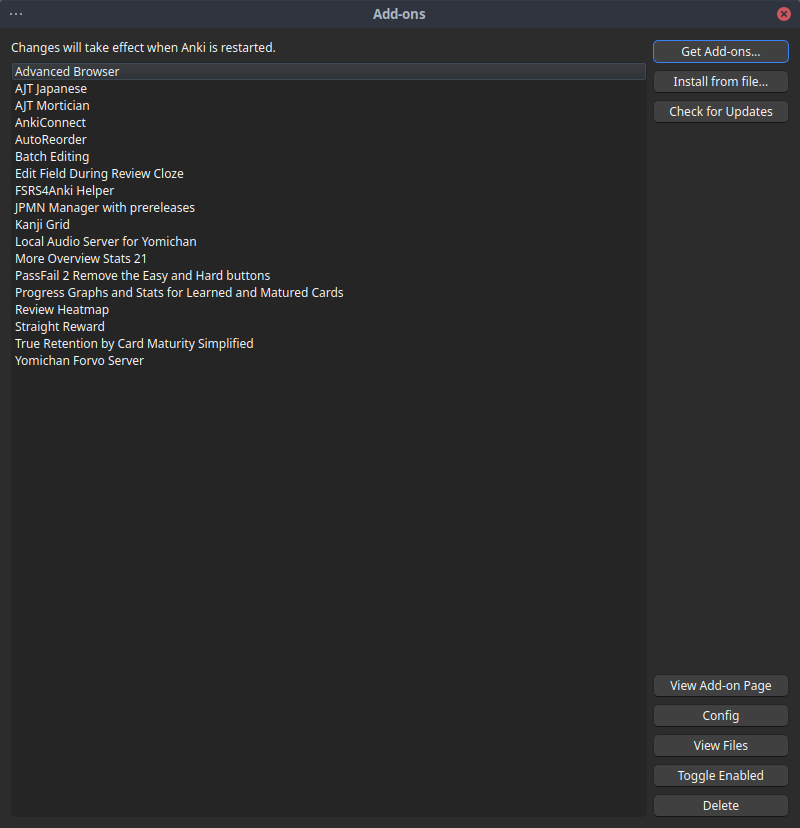 Add-ons
Changes will take effect when Anki is restarted.
Advanced Browser
AJT Japanese
AJT Mortician
AnkiConnect
AutoReorder
Batch Editing
Edit Field During Review Cloze
FSRS4Anki Helper
JPMN Manager with prereleases
Kanji Grid
Local Audio Server for Yomichan
More Overview Stats 21
PassFail 2 Remove the Easy and Hard buttons
Progress Graphs and Stats for Learned and Matured Cards
Review Heatmap
Straight Reward
True Retention by Card Maturity Simplified
Yomichan Forvo Server
Get Add-ons...
Install from file...
Check for Updates
View Add-on Page
Config
View Files
Toggle Enabled
Delete